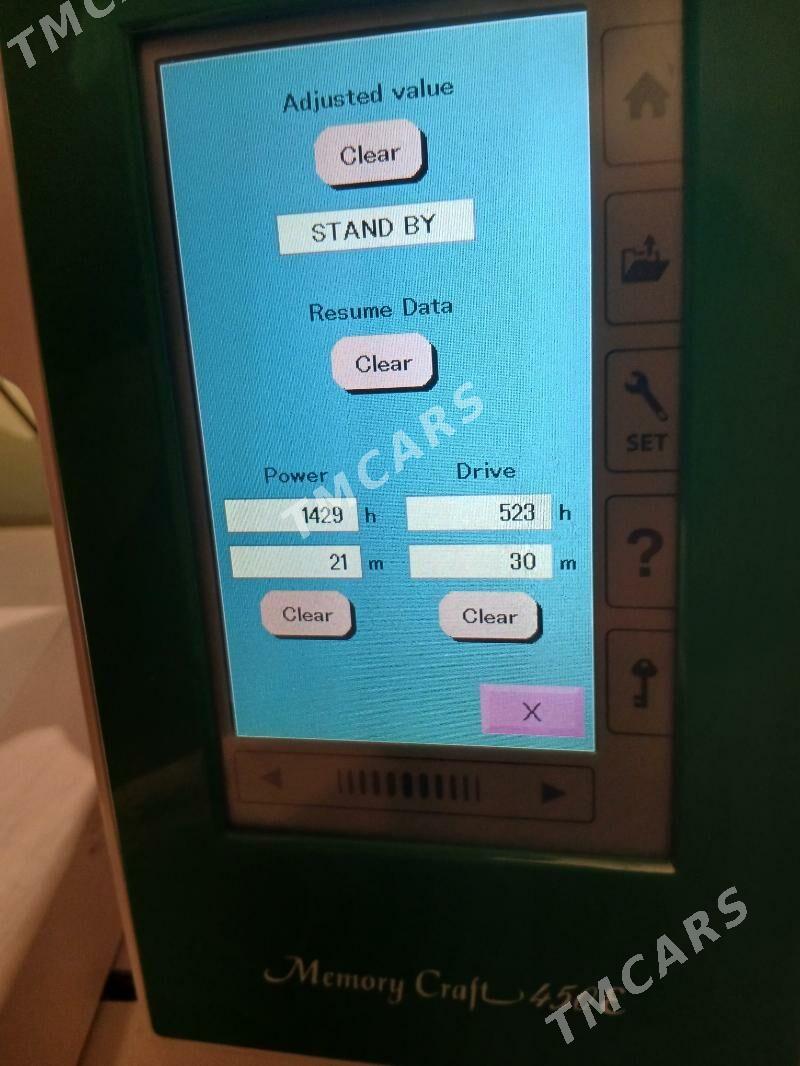 TMCARS
Adjusted value
Clear
STAND BY
Resume Data
Clear
TMCARS
Power Drive
1429 h 523 h
21 m 30 m
Clear Clear
X
SET
?
Memory Craft
TMCARS